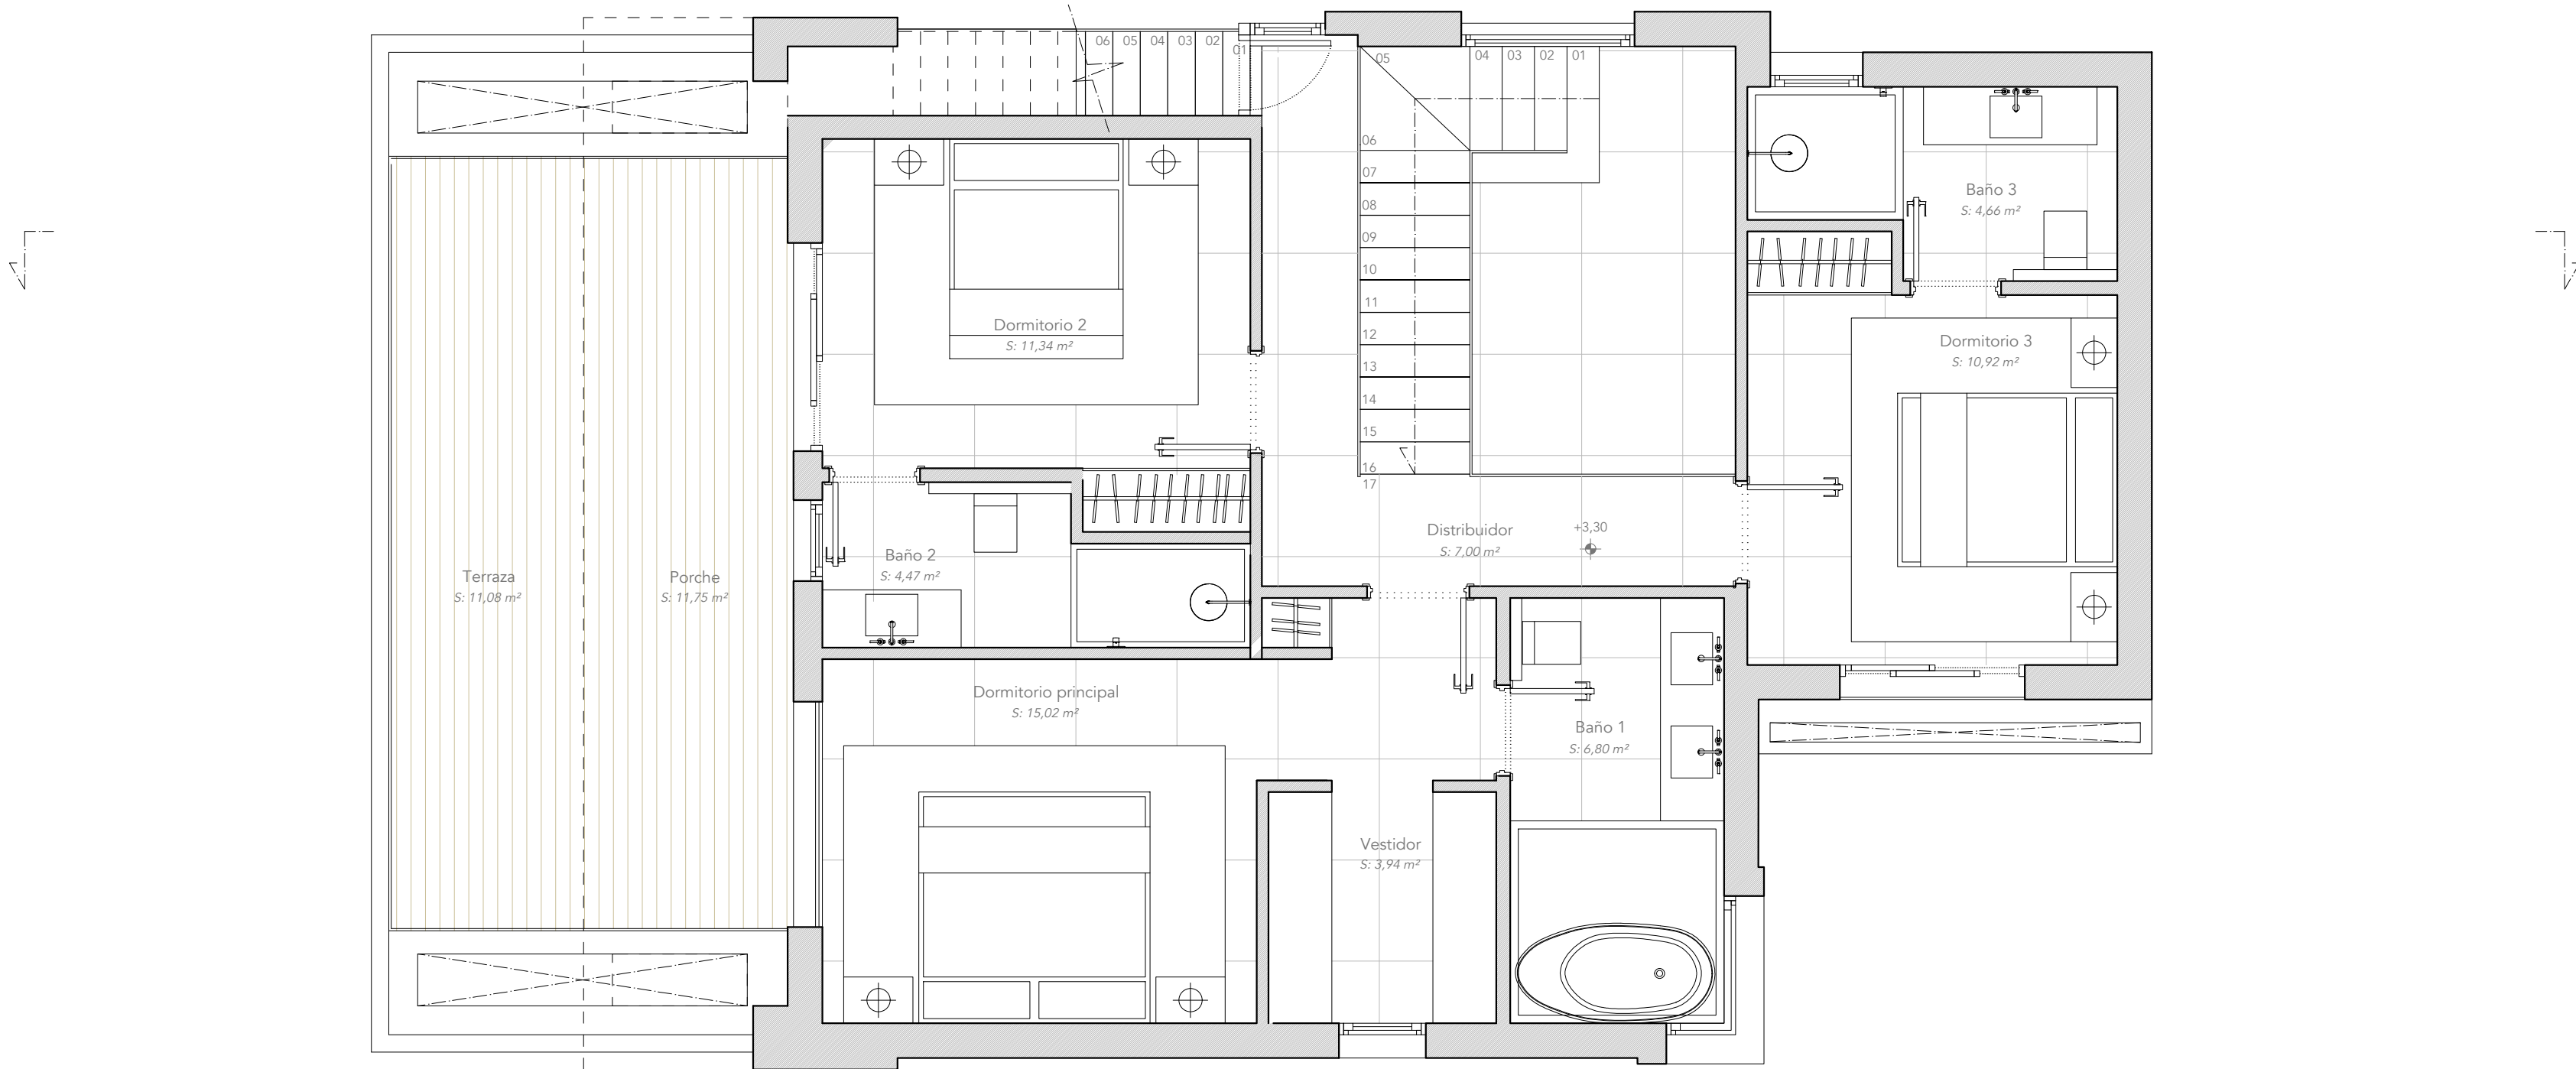 06 05 04 03 02 01
05 04 03 02 01
06
07
08
09
10
11
12
13
14
15
16
17
Baño 3
S: 4,66 m²
Dormitorio 2
S: 11,34 m²
Dormitorio 3
S: 10,92 m²
Distribuidor
S: 7,00 m²
+3,30
Baño 2
S: 4,47 m²
Terraza
S: 11,08 m²
Porche
S: 11,75 m²
Dormitorio principal
S: 15,02 m²
Baño 1
S: 6,80 m²
Vestidor
S: 3,94 m²